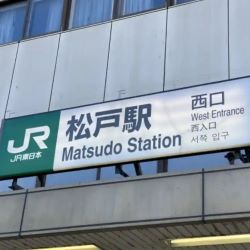 JR
JR東日本
松戸駅
Matsudo Station
西口
West Entrance
西入口
서쪽 입구